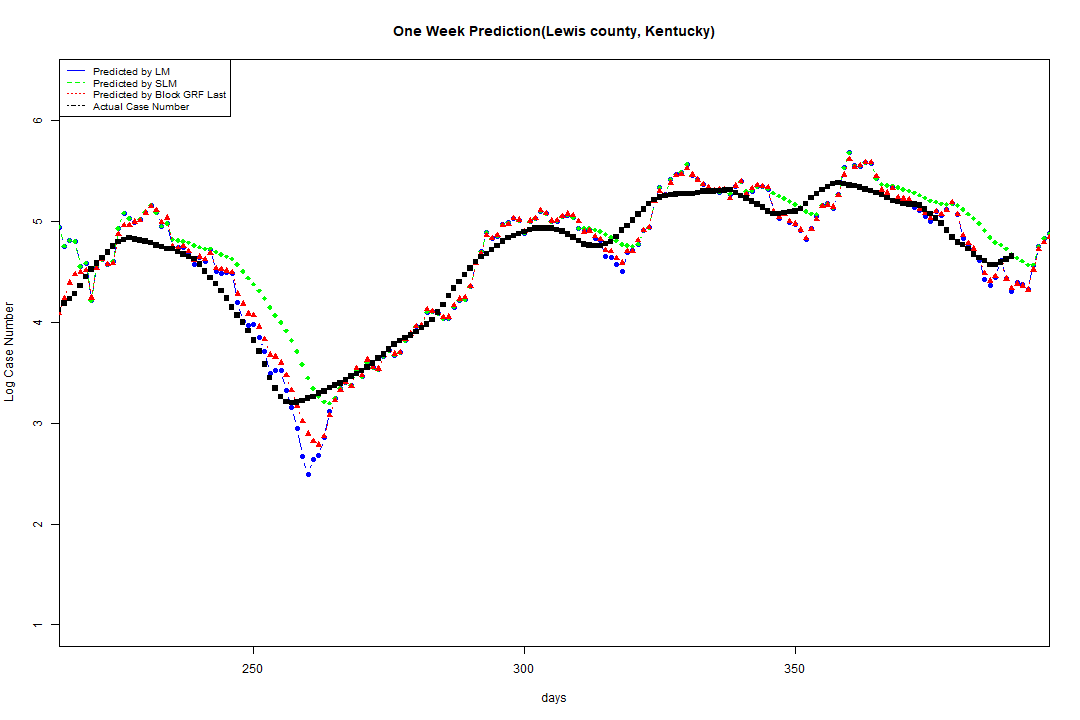 One Week Prediction(Lewis county, Kentucky)
Predicted by LM
Predicted by SLM
Predicted by Block GRF Last
Actual Case Number
6
5
4
3
2
1
Log Case Number
250 300 350
days